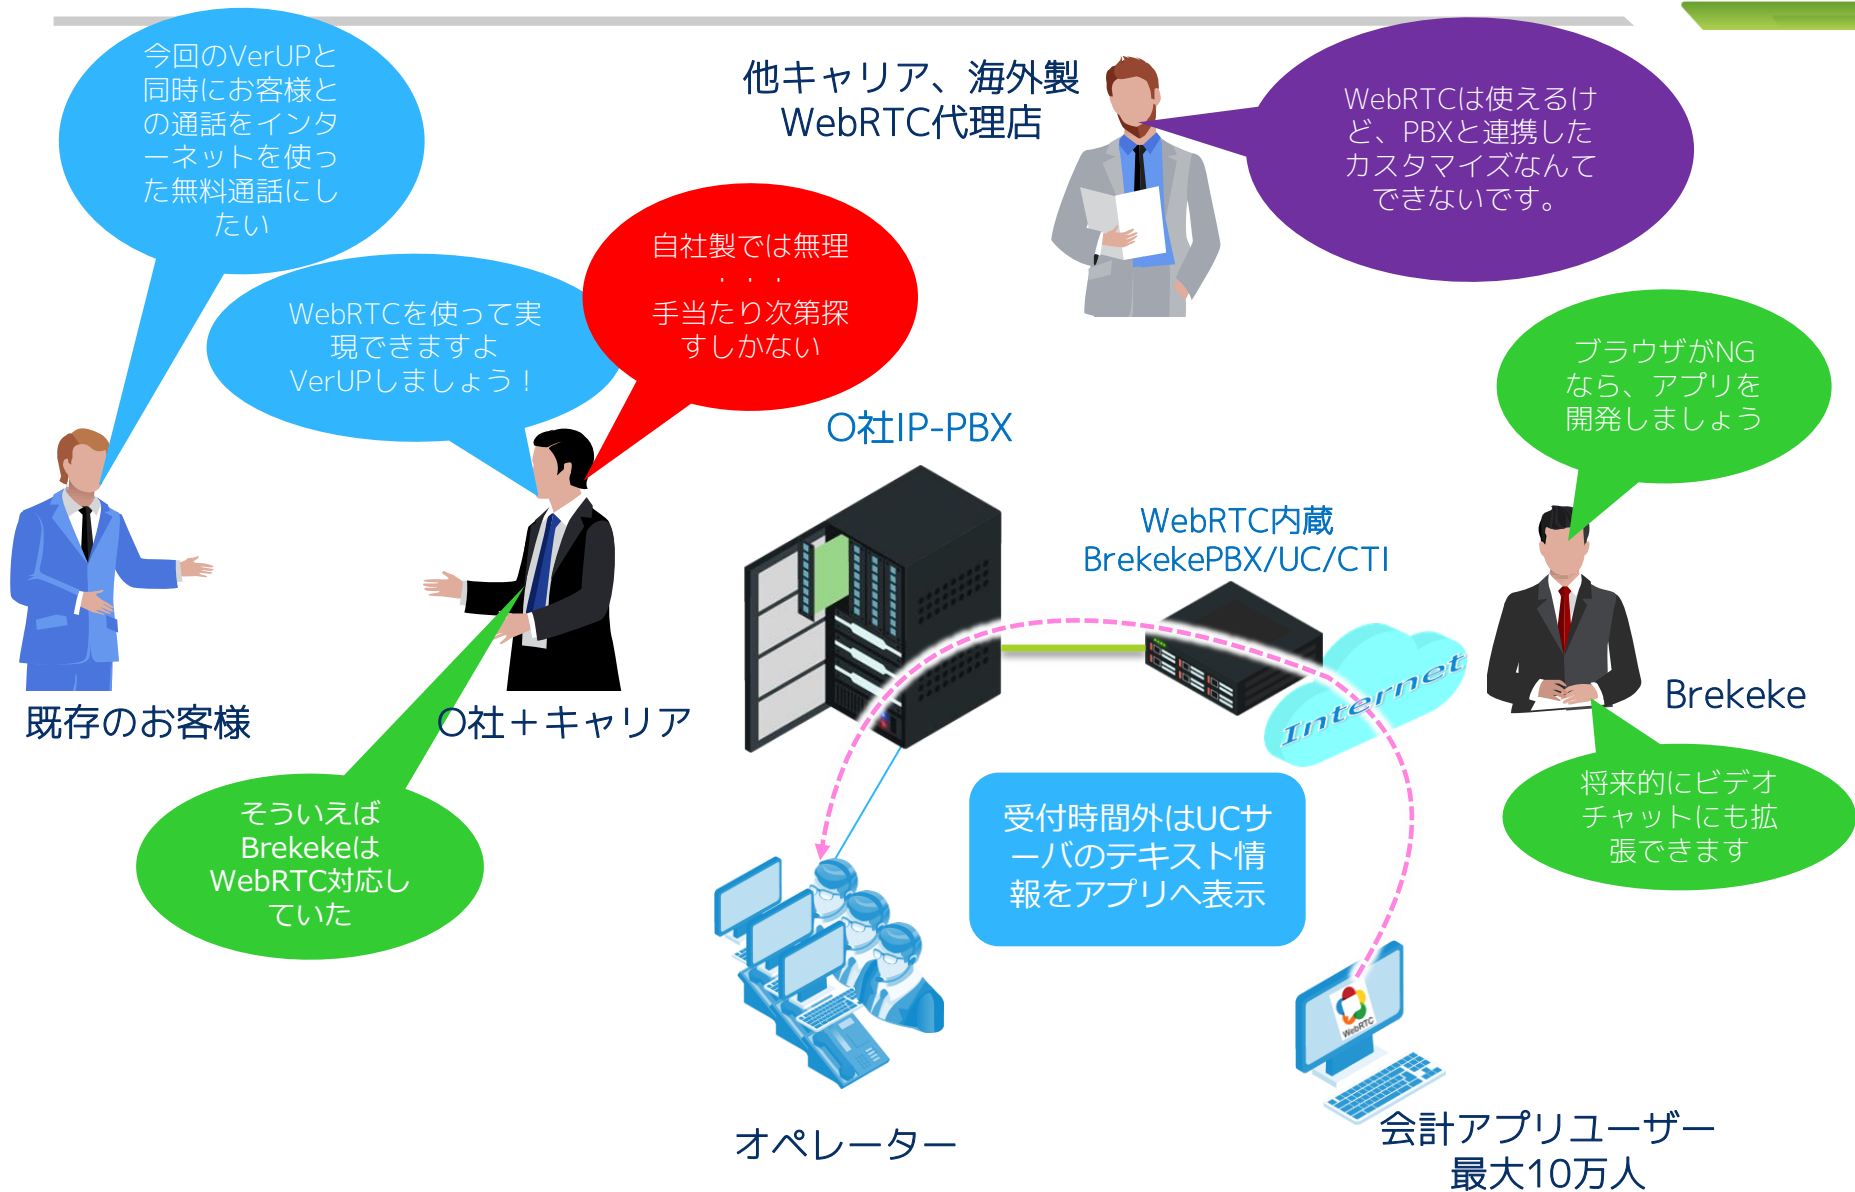 今回のVerUPと
同時にお客様と
の通話をインタ
ーネットを使っ
た無料通話にし
たい
WebRTCを使って実
現できますよ
VerUPしましょう！
自社製では無理
・・・
手当たり次第探
すしかない
他キャリア、海外製
WebRTC代理店
WebRTCは使えるけ
ど、PBXと連携した
カスタマイズなんて
できないです。
ブラウザがNG
なら、アプリを
開発しましょう
O社IP-PBX
WebRTC内蔵
BrekekePBX/UC/CTI
Internet
既存のお客様
O社＋キャリア
Brekeke
そういえば
Brekekeは
WebRTC対応し
ていた
受付時間外はUCサ
ーバのテキスト情
報をアプリへ表示
将来的にビデオ
チャットにも拡
張できます
WebRTC
オペレーター
会計アプリユーザー
最大10万人